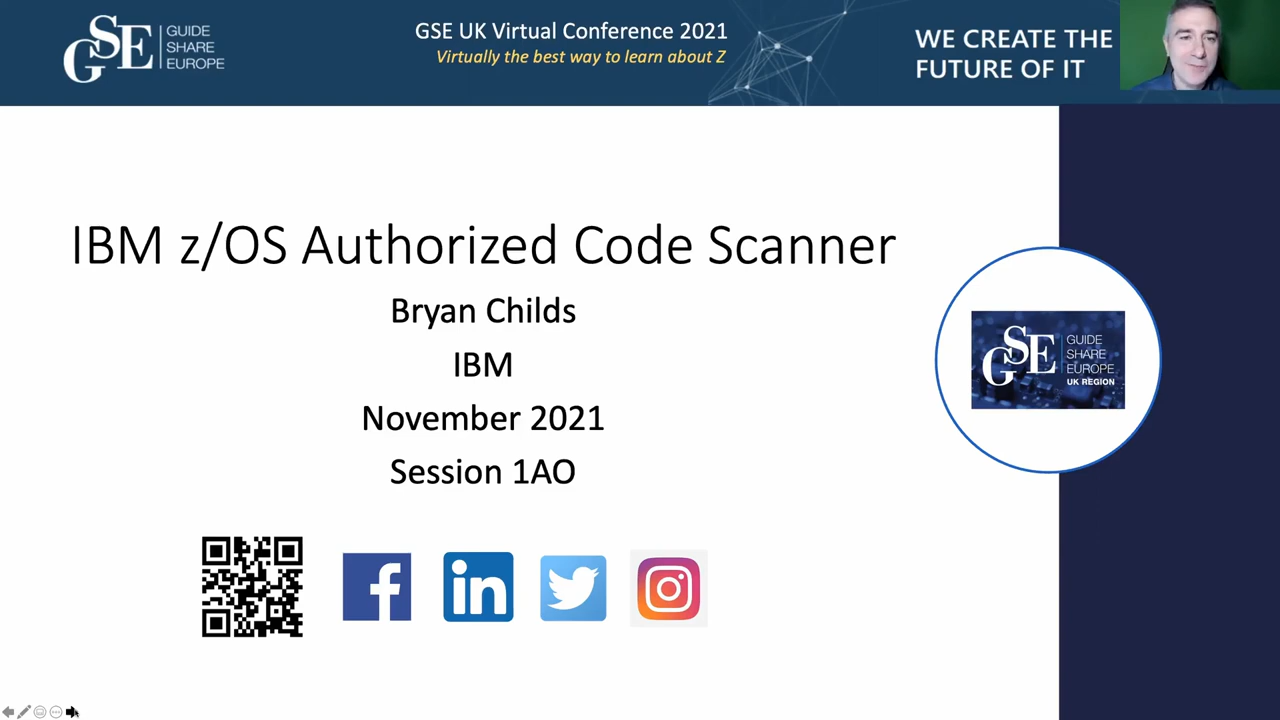 GSE GUIDE
SHARE
EUROPE
GSE UK Virtual Conference 2021
Virtually the best way to learn about Z
WE CREATE THE
FUTURE OF IT
IBM z/OS Authorized Code Scanner
Bryan Childs
IBM
November 2021
Session 1AO
GSE GUIDE
SHARE
EUROPE
UK REGION
f
in